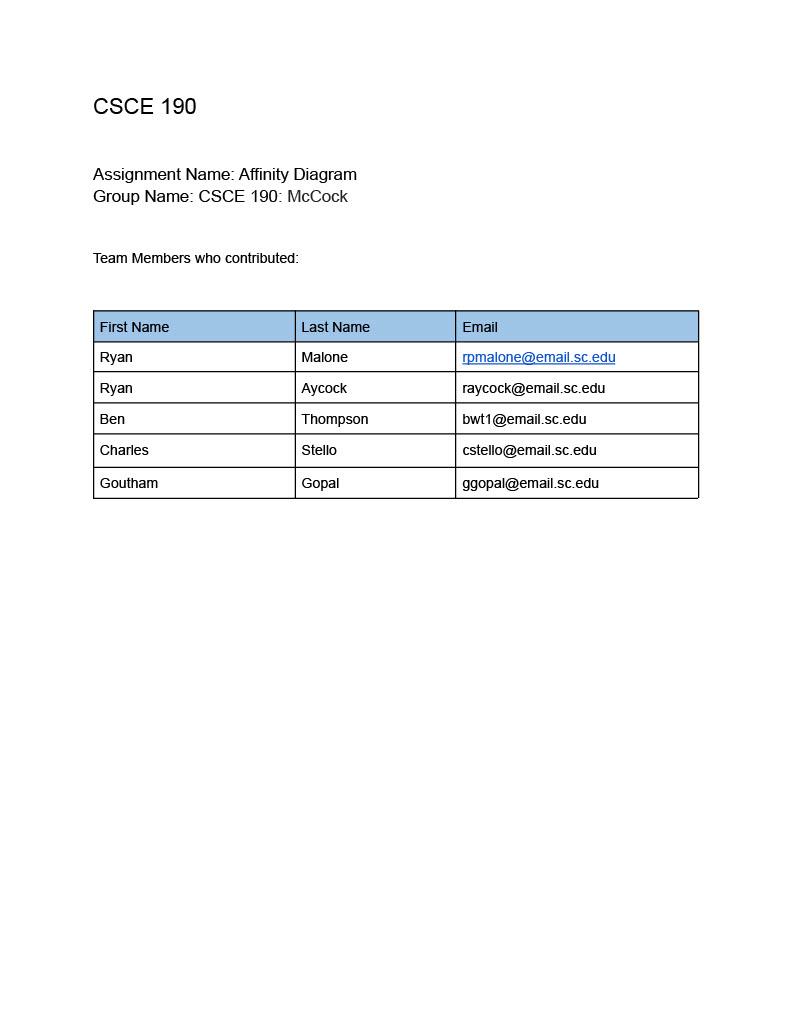 CSCE 190
Assignment Name: Affinity Diagram
Group Name: CSCE 190: McCock
Team Members who contributed:
First Name Last Name Email
Ryan Malone rpmalone@email.sc.edu
Ryan Aycock raycock@email.sc.edu
Ben Thompson bwt1@email.sc.edu
Charles Stello cstello@email.sc.edu
Goutham Gopal ggopal@email.sc.edu